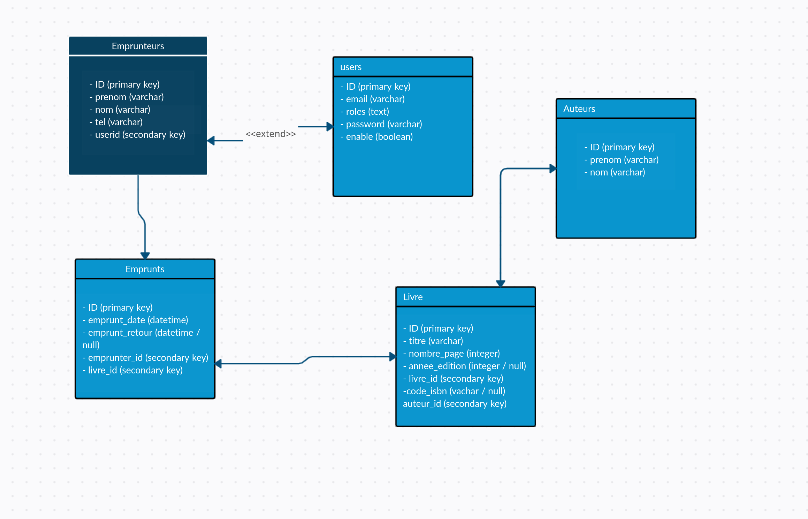 Emprunteurs
- ID (primary key)
- prenom (varchar)
- nom (varchar)
- tel (varchar)
- userid (secondary key)
<<extend>>
users
- ID (primary key)
- email (varchar)
- roles (text)
- password (varchar)
- enable (boolean)
Auteurs
- ID (primary key)
- prenom (varchar)
- nom (varchar)
Emprunts
- ID (primary key)
- emprunt_date (datetime)
- emprunt_retour (datetime /
null)
- emprunter_id (secondary key)
- livre_id (secondary key)
Livre
- ID (primary key)
- titre (varchar)
- nombre_page (integer)
- annee_edition (integer / null)
- livre_id (secondary key)
-code_isbn (vachar / null)
auteur_id (secondary key)